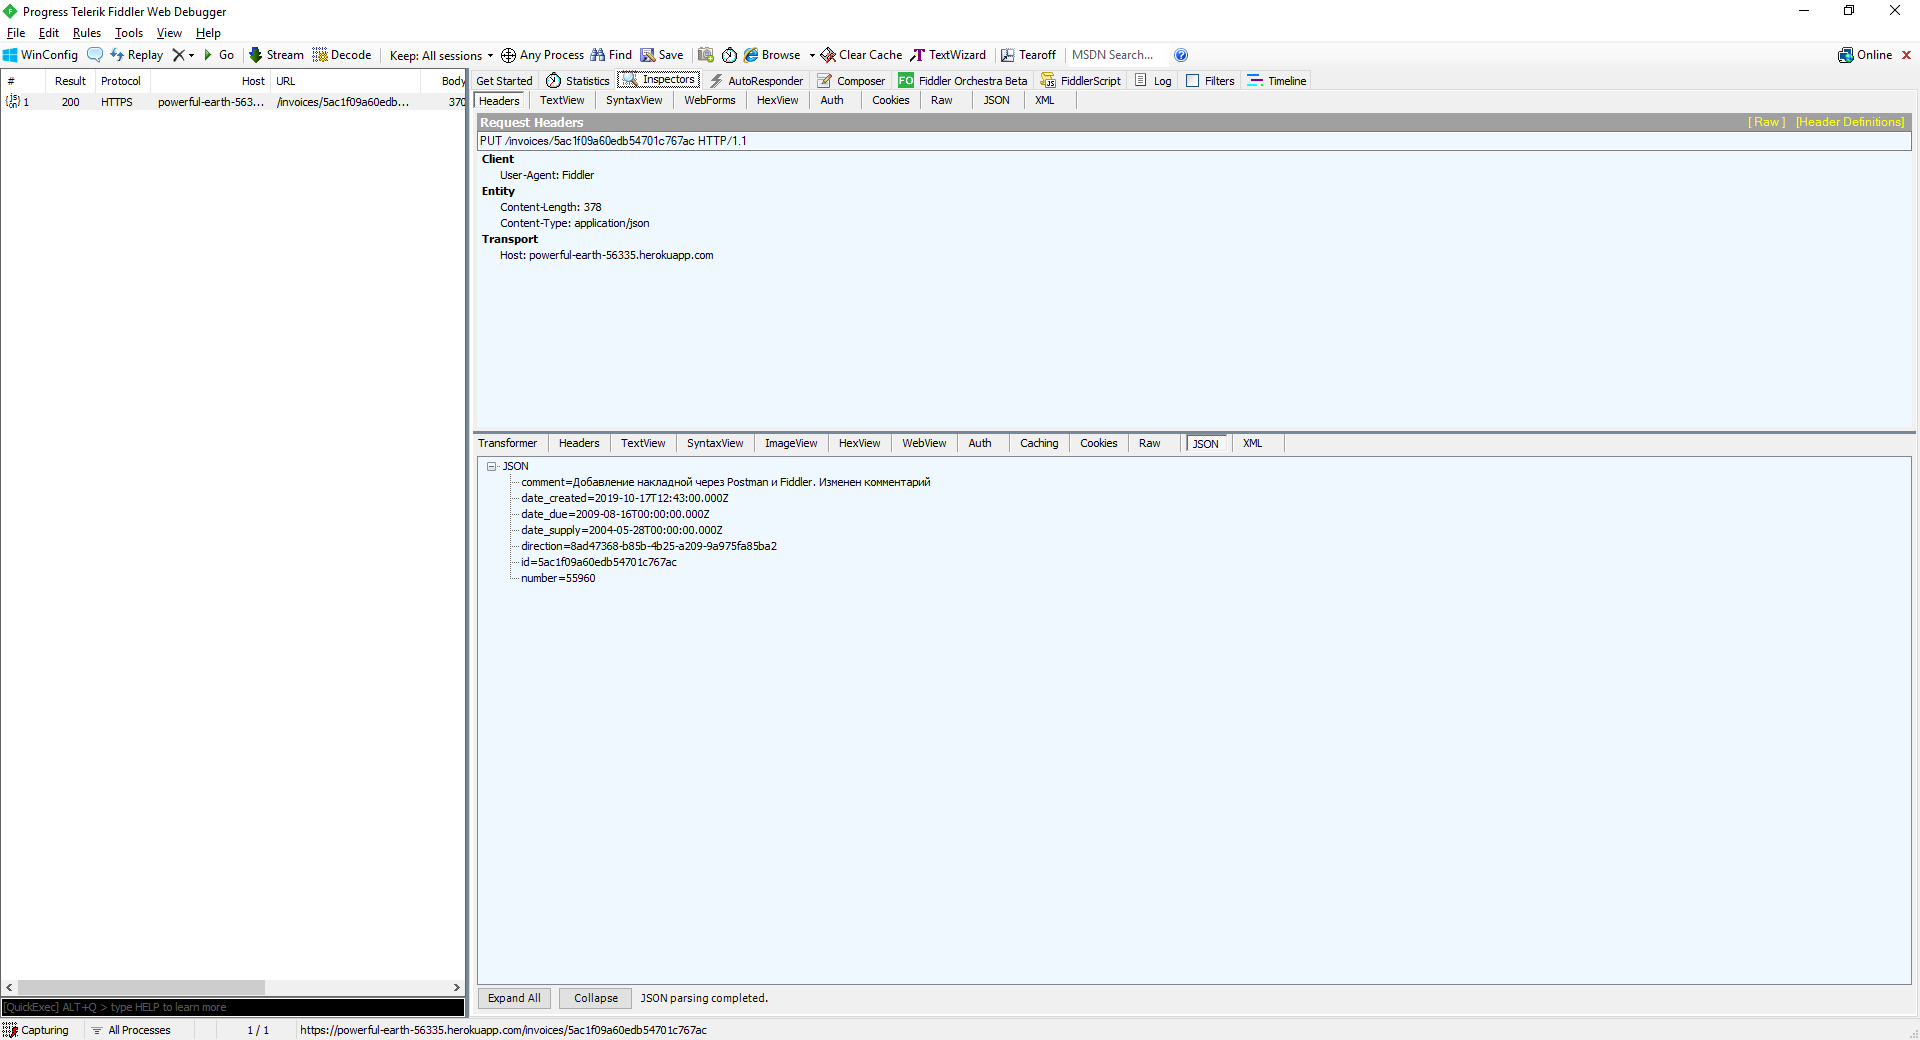 Progress Telerik Fiddler Web Debugger
File Edit Rules Tools View Help
WinConfig Replay Go Stream Decode Keep: All sessions Any Process Find Save Browse Clear Cache TextWizard Tearoff MSDN Search... Online
# Result Protocol Host URL Body
1 200 HTTPS powerful-earth-563... /invoices/5ac1f09a60edb... 370
Get Started Statistics Inspectors AutoResponder Composer FO Fiddler Orchestra Beta FiddlerScript Log Filters Timeline
Headers TextView SyntaxView WebForms HexView Auth Cookies Raw JSON XML
Request Headers [ Raw ] [Header Definitions]
PUT /invoices/5ac1f09a60edb54701c767ac HTTP/1.1
Client
User-Agent: Fiddler
Entity
Content-Length: 378
Content-Type: application/json
Transport
Host: powerful-earth-56335.herokuapp.com
Transformer Headers TextView SyntaxView ImageView HexView WebView Auth Caching Cookies Raw JSON XML
JSON
comment=Добавление накладной через Postman и Fiddler. Изменен комментарий
date_created=2019-10-17T12:43:00.000Z
date_due=2009-08-16T00:00:00.000Z
date_supply=2004-05-28T00:00:00.000Z
direction=8ad47368-b85b-4b25-a209-9a975fa85ba2
id=5ac1f09a60edb54701c767ac
number=55960
Expand All Collapse JSON parsing completed.
[QuickExec] ALT+Q > type HELP to learn more
Capturing All Processes 1 / 1 https://powerful-earth-56335.herokuapp.com/invoices/5ac1f09a60edb54701c767ac